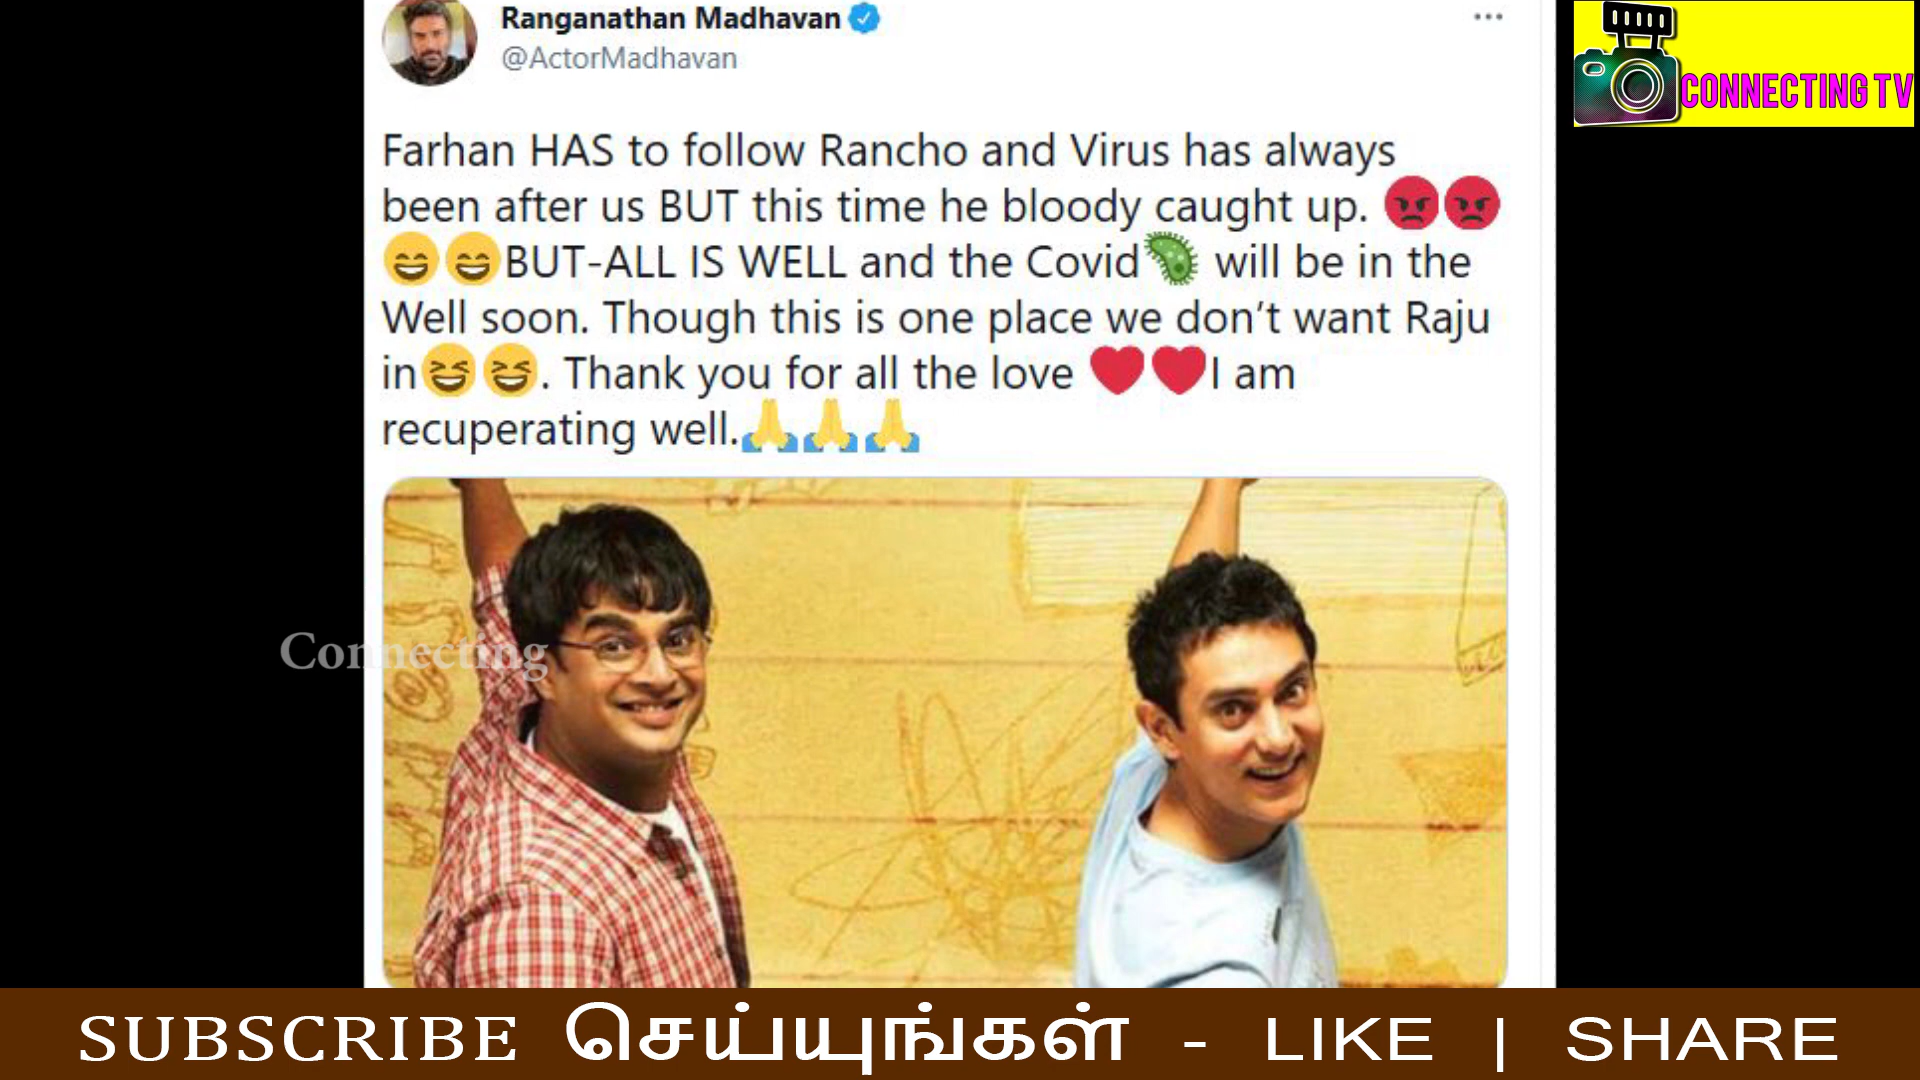 Ranganathan Madhavan
@ActorMadhavan
CONNECTING TV
Farhan HAS to follow Rancho and Virus has always
been after us BUT this time he bloody caught up. 😡😡
😄😄BUT-ALL IS WELL and the Covid🦠 will be in the
Well soon. Though this is one place we don’t want Raju
in😆😆. Thank you for all the love ❤️❤️I am
recuperating well.🙏🙏🙏
Connecting
SUBSCRIBE செய்யுங்கள் - LIKE | SHARE